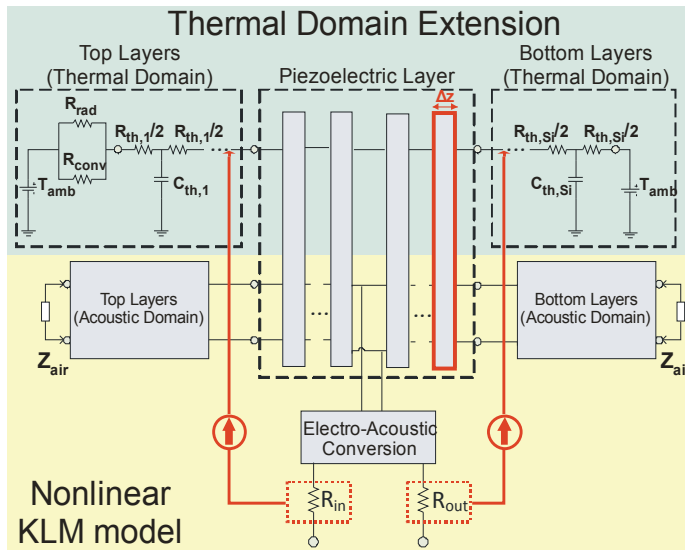 Thermal Domain Extension
Top Layers
(Thermal Domain)
Piezoelectric Layer
Bottom Layers
(Thermal Domain)
Δz
R_rad
R_th,1/2 R_th,1/2
R_conv
T_amb
C_th,1
...
...
R_th,Si/2 R_th,Si/2
C_th,Si
T_amb
Top Layers
(Acoustic Domain)
...
...
Bottom Layers
(Acoustic Domain)
Z_air
Z_ai
Electro-Acoustic
Conversion
R_in
R_out
Nonlinear
KLM model